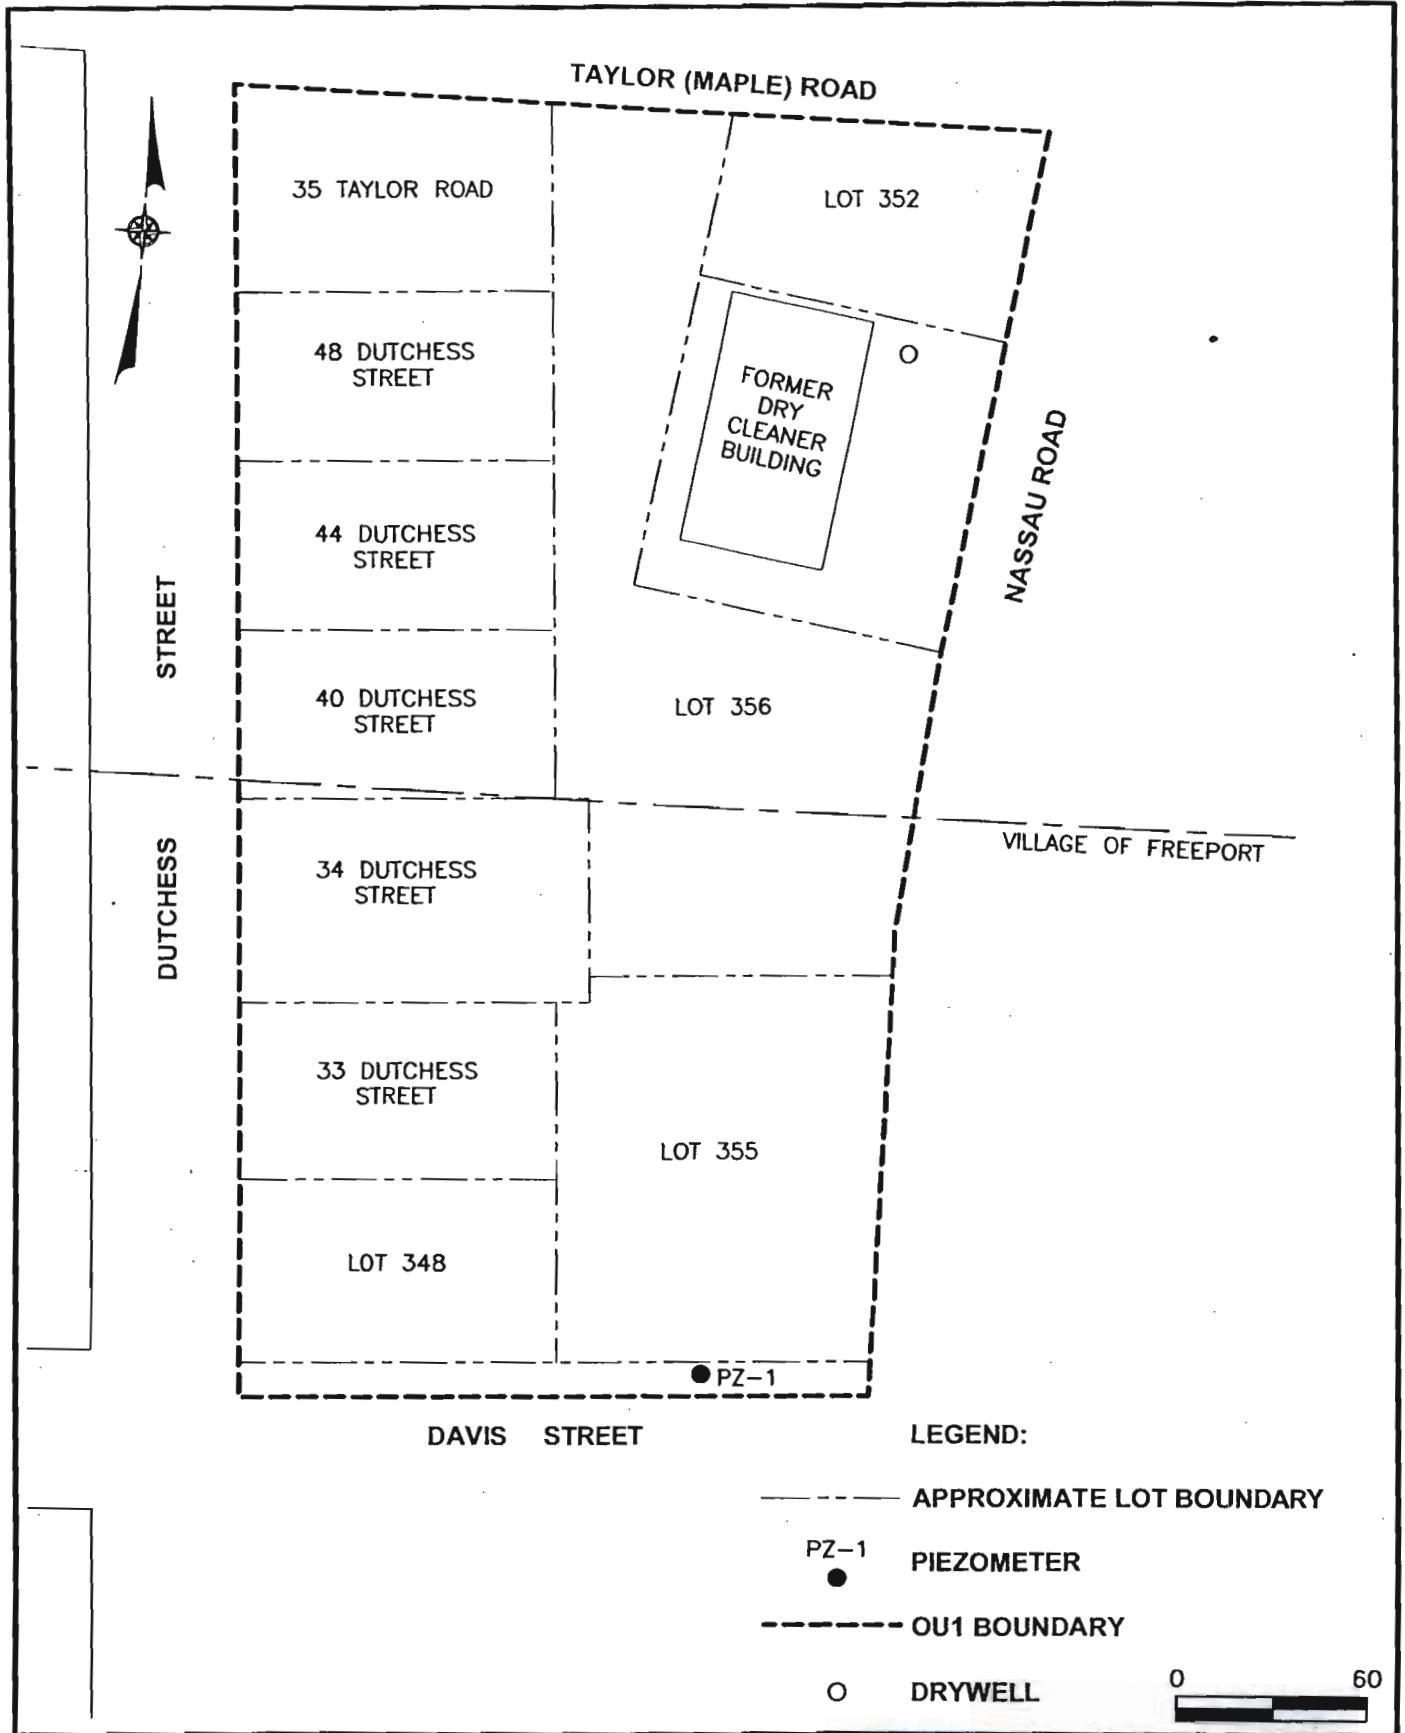 TAYLOR (MAPLE) ROAD
35 TAYLOR ROAD
LOT 352
48 DUTCHESS
STREET
FORMER
DRY
CLEANER
BUILDING
NASSAU ROAD
44 DUTCHESS
STREET
STREET
40 DUTCHESS
STREET
LOT 356
VILLAGE OF FREEPORT
34 DUTCHESS
STREET
DUTCHESS
33 DUTCHESS
STREET
LOT 355
LOT 348
PZ-1
DAVIS STREET
LEGEND:
APPROXIMATE LOT BOUNDARY
PZ-1
PIEZOMETER
OU1 BOUNDARY
DRYWELL
0 60